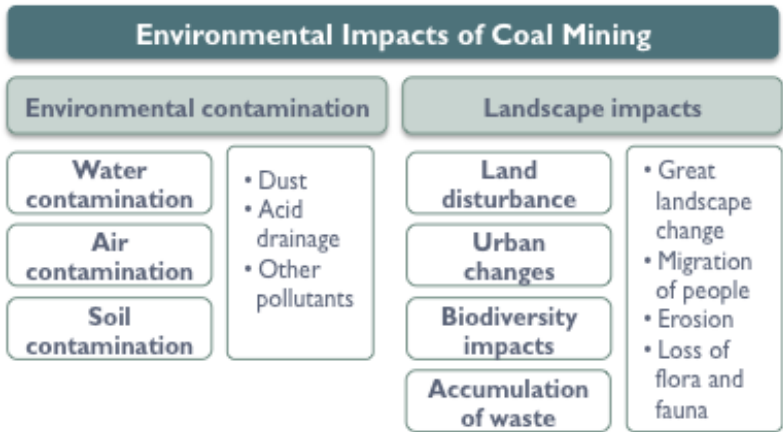 Environmental Impacts of Coal Mining
Environmental contamination
Water
contamination
Air
contamination
Soil
contamination
• Dust
• Acid
drainage
• Other
pollutants
Landscape impacts
Land
disturbance
Urban
changes
Biodiversity
impacts
Accumulation
of waste
• Great
landscape
change
• Migration
of people
• Erosion
• Loss of
flora and
fauna